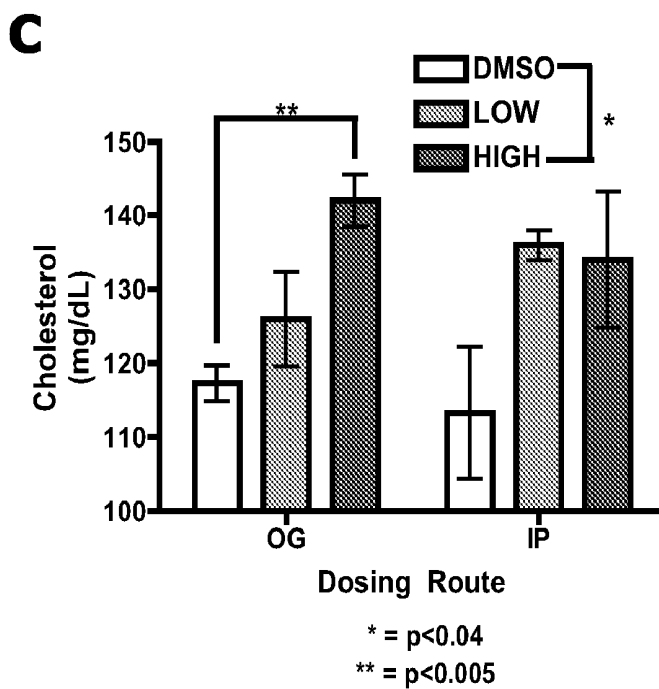 C
DMSO
LOW
HIGH
*
**
150
140
130
120
110
100
Cholesterol
(mg/dL)
OG IP
Dosing Route
* = p<0.04
** = p<0.005